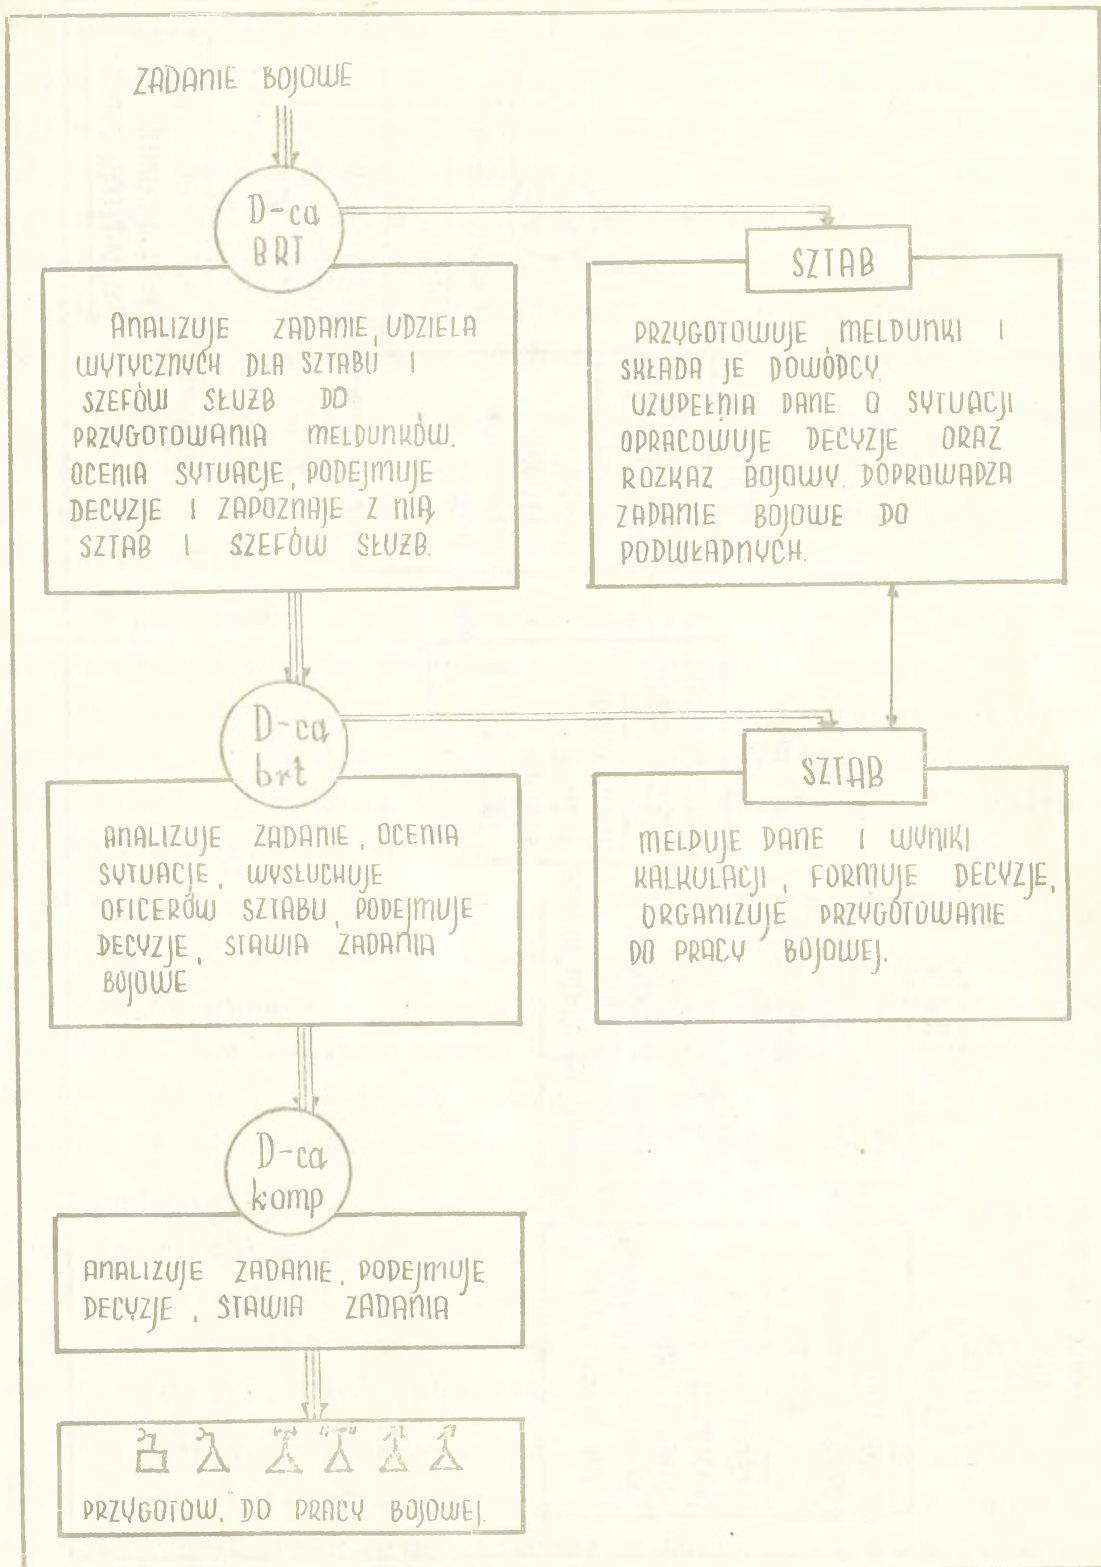 ZADANIE BOJOWE
D-ca
BRT
ANALIZUJE ZADANIE, UDZIELA
WYTYCZNYCH DLA SZTABU I
SZEFÓW SŁUŻB DO
PRZYGOTOWANIA MELDUNKÓW.
OCENIA SYTUACJE, PODEJMUJE
DECYZJE I ZAPOZNAJE Z NIĄ
SZTAB I SZEFÓW SŁUŻB.
SZTAB
PRZYGOTOWUJE MELDUNKI I
SKŁADA JE DOWÓDCY.
UZUPEŁNIA DANE O SYTUACJI
OPRACOWUJE DECYZJE ORAZ
ROZKAZ BOJOWY. DOPROWADZA
ZADANIE BOJOWE DO
PODWŁADNYCH.
D-ca
brt
ANALIZUJE ZADANIE, OCENIA
SYTUACJE, WYSŁUCHUJE
OFICERÓW SZTABU, PODEJMUJE
DECYZJE, STAWIA ZADANIA
BOJOWE
SZTAB
MELDUJE DANE I WYNIKI
KALKULACJI, FORMUJE DECYZJE,
ORGANIZUJE PRZYGOTOWANIE
DO PRACY BOJOWEJ.
D-ca
komp
ANALIZUJE ZADANIE, PODEJMUJE
DECYZJE, STAWIA ZADANIA
PRZYGOTOW. DO PRACY BOJOWEJ.